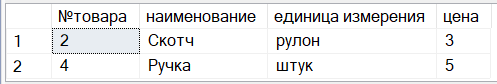 №товара наименование единица измерения цена
1 2 Скотч рулон 3
2 4 Ручка штук 5